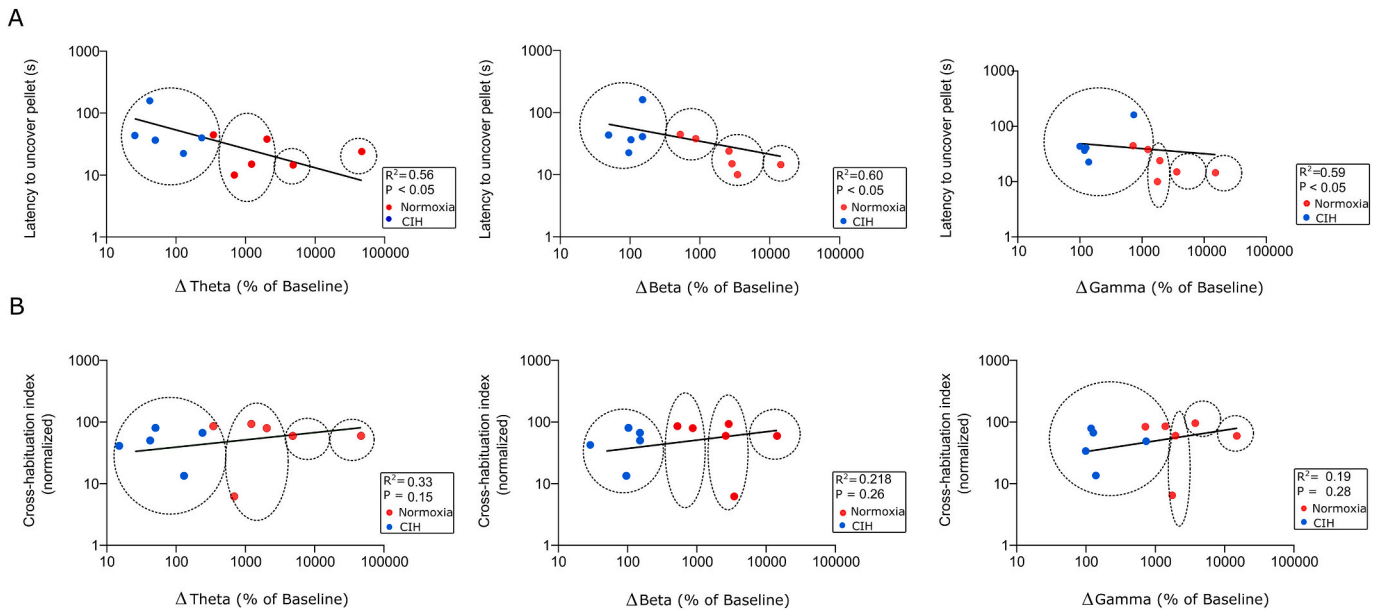 A
Latency to uncover pellet (s)
1000
100
10
1
10
100
1000
10000
100000
Δ Theta (% of Baseline)
R²=0.56
P < 0.05
Normoxia
CIH
Latency to uncover pellet (s)
1000
100
10
1
10
100
1000
10000
100000
ΔBeta (% of Baseline)
R²=0.60
P < 0.05
Normoxia
CIH
Latency to uncover pellet (s)
1000
100
10
1
10
100
1000
10000
100000
ΔGamma (% of Baseline)
R²=0.59
P < 0.05
Normoxia
CIH
B
Cross-habituation index
(normalized)
1000
100
10
1
10
100
1000
10000
100000
Δ Theta (% of Baseline)
R²= 0.33
P = 0.15
Normoxia
CIH
Cross-habituation index
(normalized)
1000
100
10
1
10
100
1000
10000
100000
ΔBeta (% of Baseline)
R²= 0.218
P = 0.26
Normoxia
CIH
Cross-habituation index
(normalized)
1000
100
10
1
10
100
1000
10000
100000
ΔGamma (% of Baseline)
R²= 0.19
P = 0.28
Normoxia
CIH